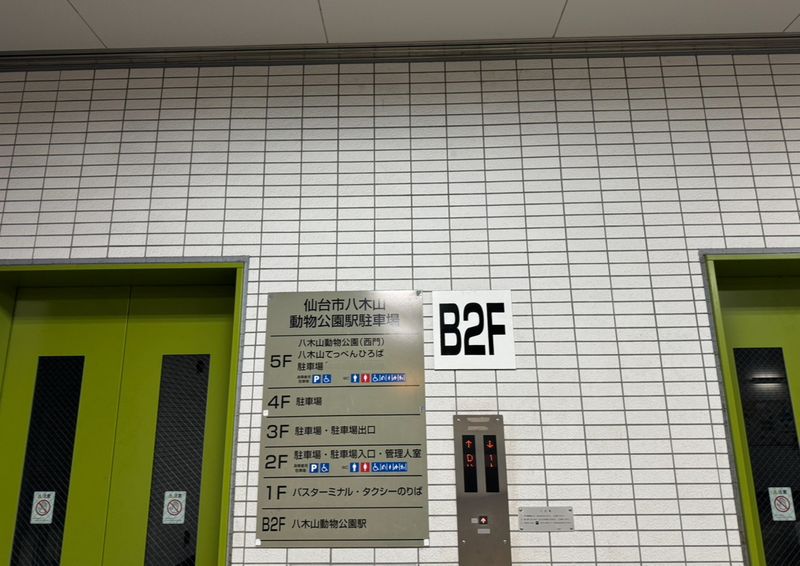 仙台市八木山
動物公園駅駐車場
B2F
5F 八木山動物公園(西門)
八木山てっぺんひろば
駐車場
P
4F 駐車場
3F 駐車場・駐車場出口
2F 駐車場・駐車場入口・管理人室
P
1F バスターミナル・タクシーのりば
B2F 八木山動物公園駅